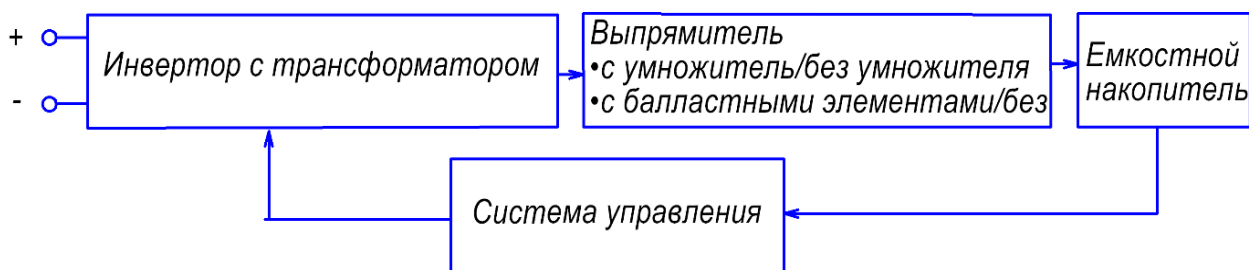 +
-
Инвертор с трансформатором
Выпрямитель
•с умножитель/без умножителя
•с балластными элементами/без
Емкостной
накопитель
Система управления